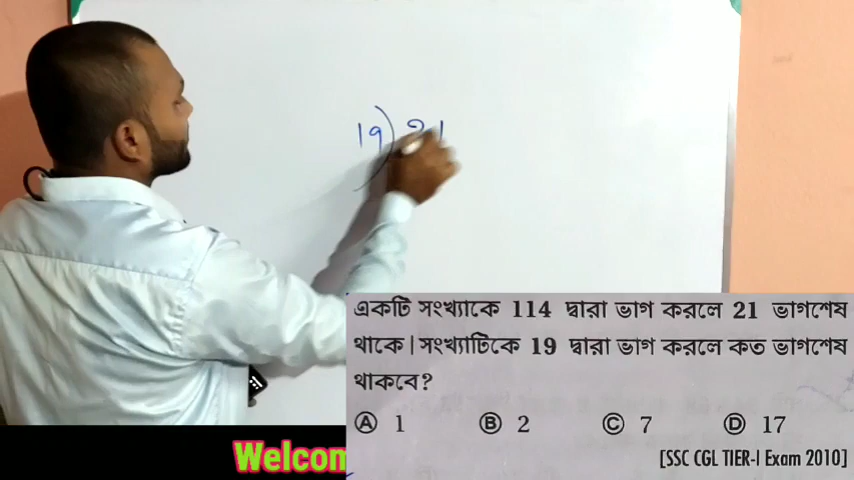 19) 21
একটি সংখ্যাকে 114 দ্বারা ভাগ করলে 21 ভাগশেষ
থাকে। সংখ্যাটিকে 19 দ্বারা ভাগ করলে কত ভাগশেষ
থাকবে?
Ⓐ 1 Ⓑ 2 Ⓒ 7 Ⓓ 17
[SSC CGL TIER-I Exam 2010]
Welcom